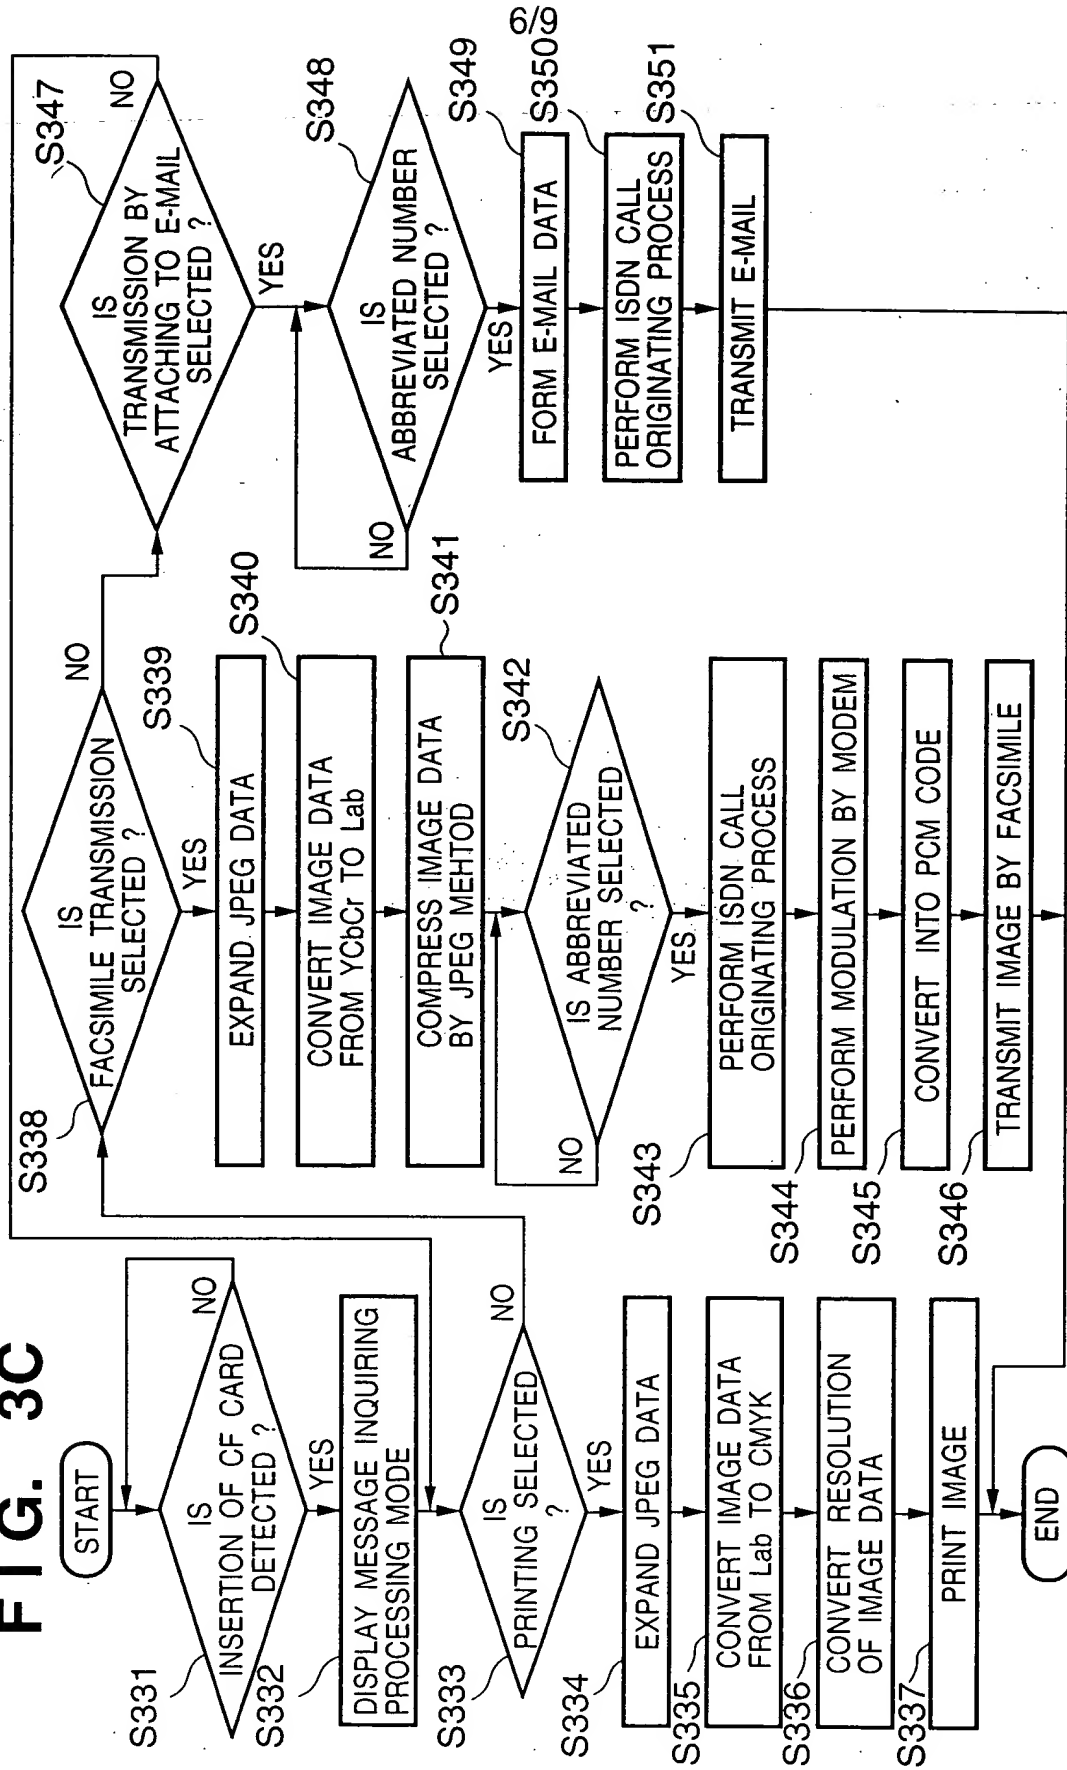 6/9
FIG. 3C
START
S331
IS
INSERTION OF CF CARD
DETECTED ?
NO
YES
S332
DISPLAY MESSAGE INQUIRING
PROCESSING MODE
S333
IS
PRINTING SELECTED
?
NO
YES
S334
EXPAND JPEG DATA
S335
CONVERT IMAGE DATA
FROM Lab TO CMYK
S336
CONVERT RESOLUTION
OF IMAGE DATA
S337
PRINT IMAGE
END
S338
IS
FACSIMILE TRANSMISSION
SELECTED ?
NO
YES
S339
EXPAND JPEG DATA
S340
CONVERT IMAGE DATA
FROM YCbCr TO Lab
S341
COMPRESS IMAGE DATA
BY JPEG MEHTOD
S342
IS ABBREVIATED
NUMBER SELECTED
?
NO
YES
S343
PERFORM ISDN CALL
ORIGINATING PROCESS
S344
PERFORM MODULATION BY MODEM
S345
CONVERT INTO PCM CODE
S346
TRANSMIT IMAGE BY FACSIMILE
S347
IS
TRANSMISSION BY
ATTACHING TO E-MAIL
SELECTED ?
NO
YES
S348
IS
ABBREVIATED NUMBER
SELECTED ?
NO
YES
S349
FORM E-MAIL DATA
S350
PERFORM ISDN CALL
ORIGINATING PROCESS
S351
TRANSMIT E-MAIL